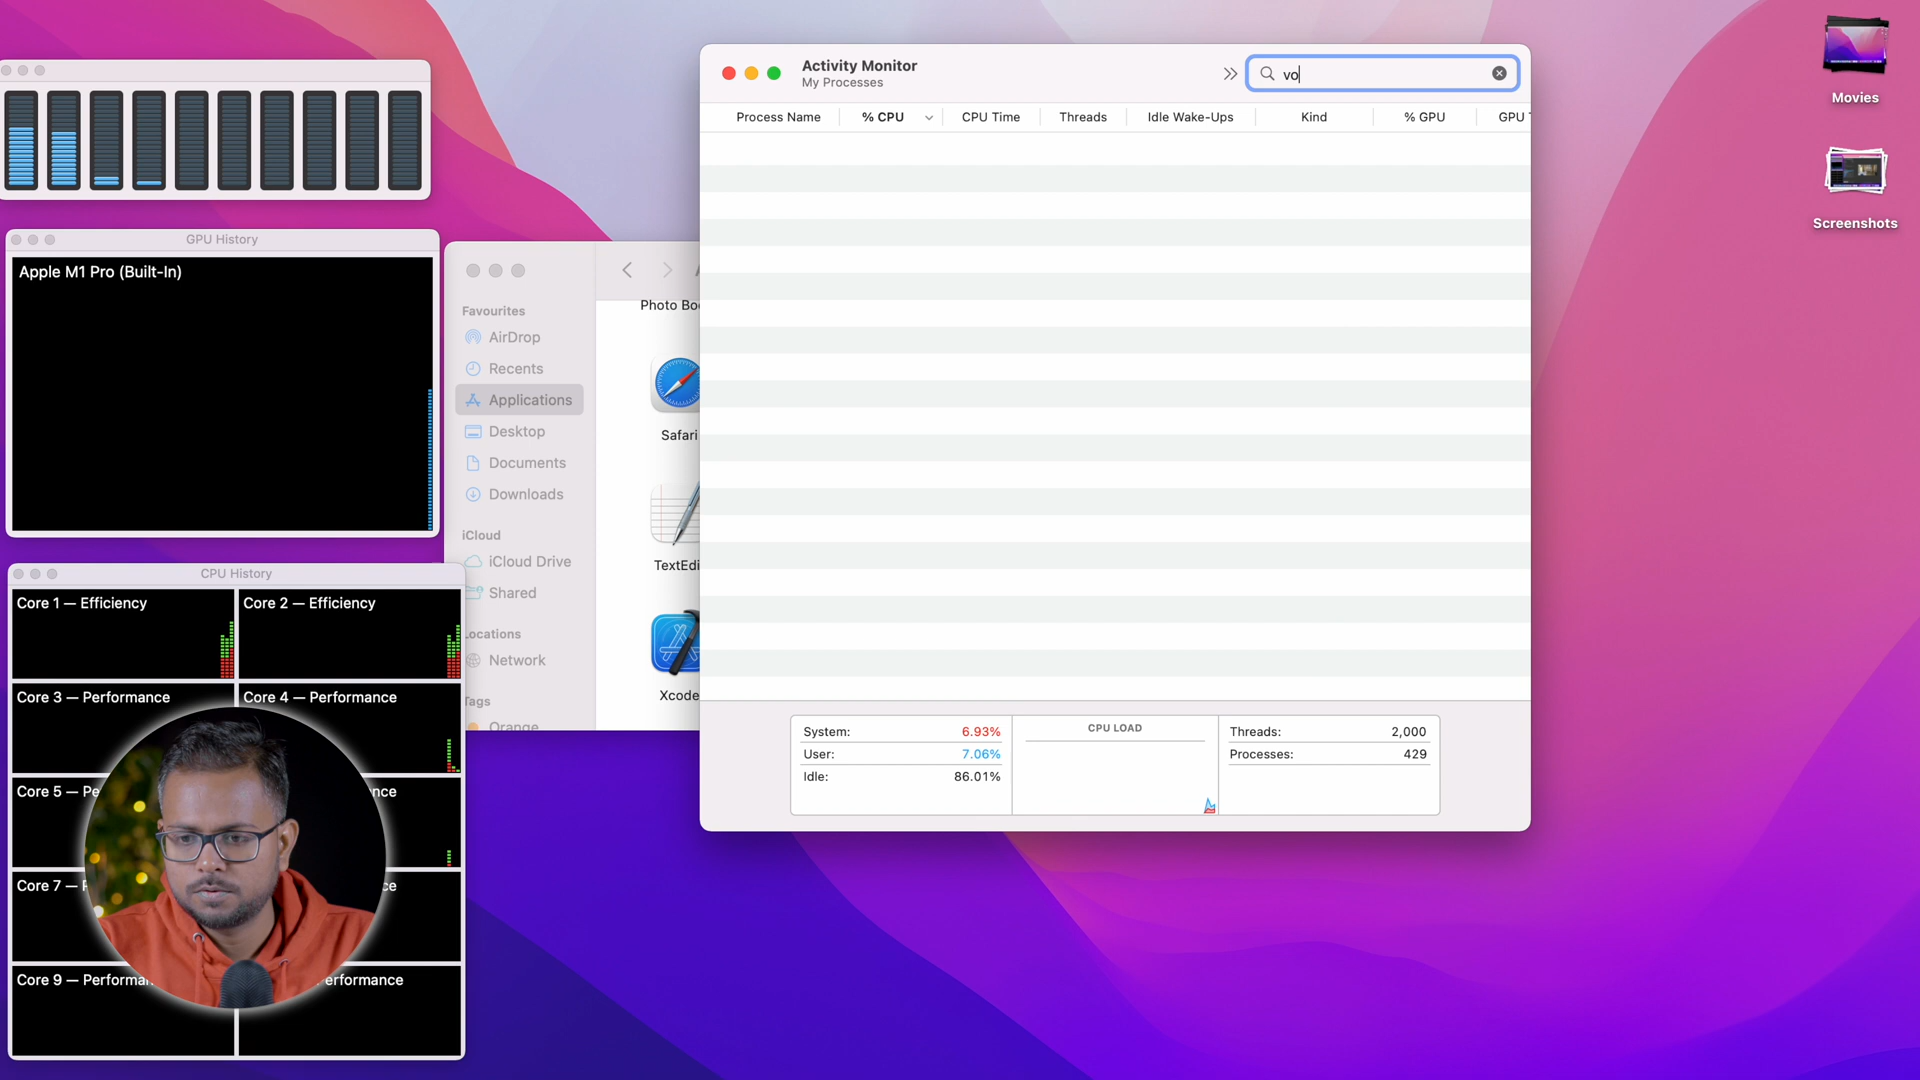 Activity Monitor
My Processes
vo
Process Name
% CPU
CPU Time
Threads
Idle Wake-Ups
Kind
% GPU
GPU
System: 6.93%
User: 7.06%
Idle: 86.01%
CPU LOAD
Threads: 2,000
Processes: 429
Movies
Screenshots
GPU History
Apple M1 Pro (Built-In)
Favourites
AirDrop
Recents
Applications
Desktop
Documents
Downloads
iCloud
iCloud Drive
Shared
Locations
Network
Tags
Orange
Photo Bo
Safari
TextEdi
Xcode
CPU History
Core 1 — Efficiency
Core 2 — Efficiency
Core 3 — Performance
Core 4 — Performance
Core 5 — Pe
nce
Core 7 —
ce
Core 9 — Performan
erformance